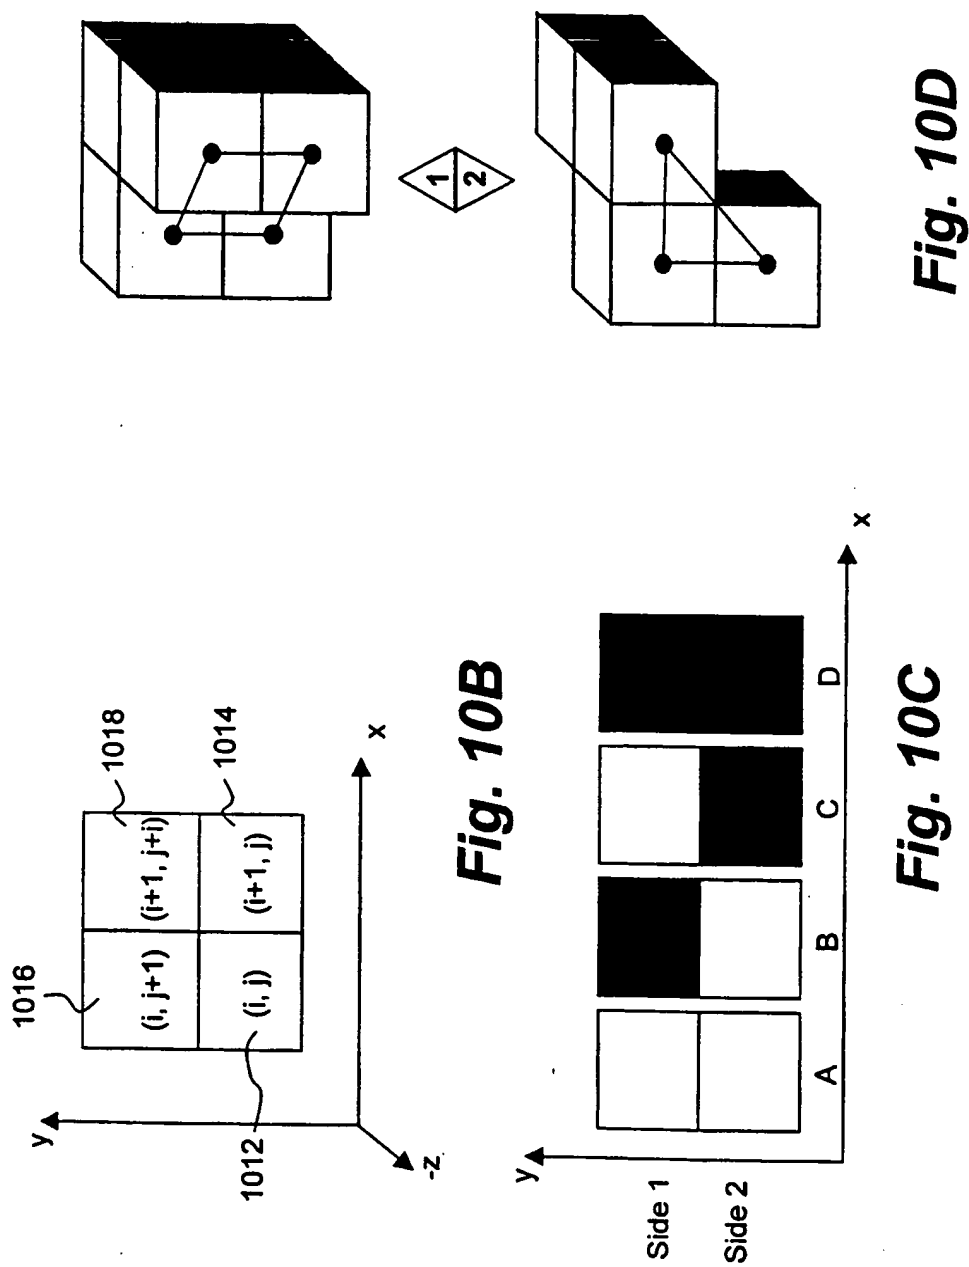 1016
1018
(i, j+1)
(i+1, j+i)
(i, j)
(i+1, j)
1014
1012
y
x
-z
Fig. 10B
y
Side 1
Side 2
A
B
C
D
x
Fig. 10C
1
2
Fig. 10D